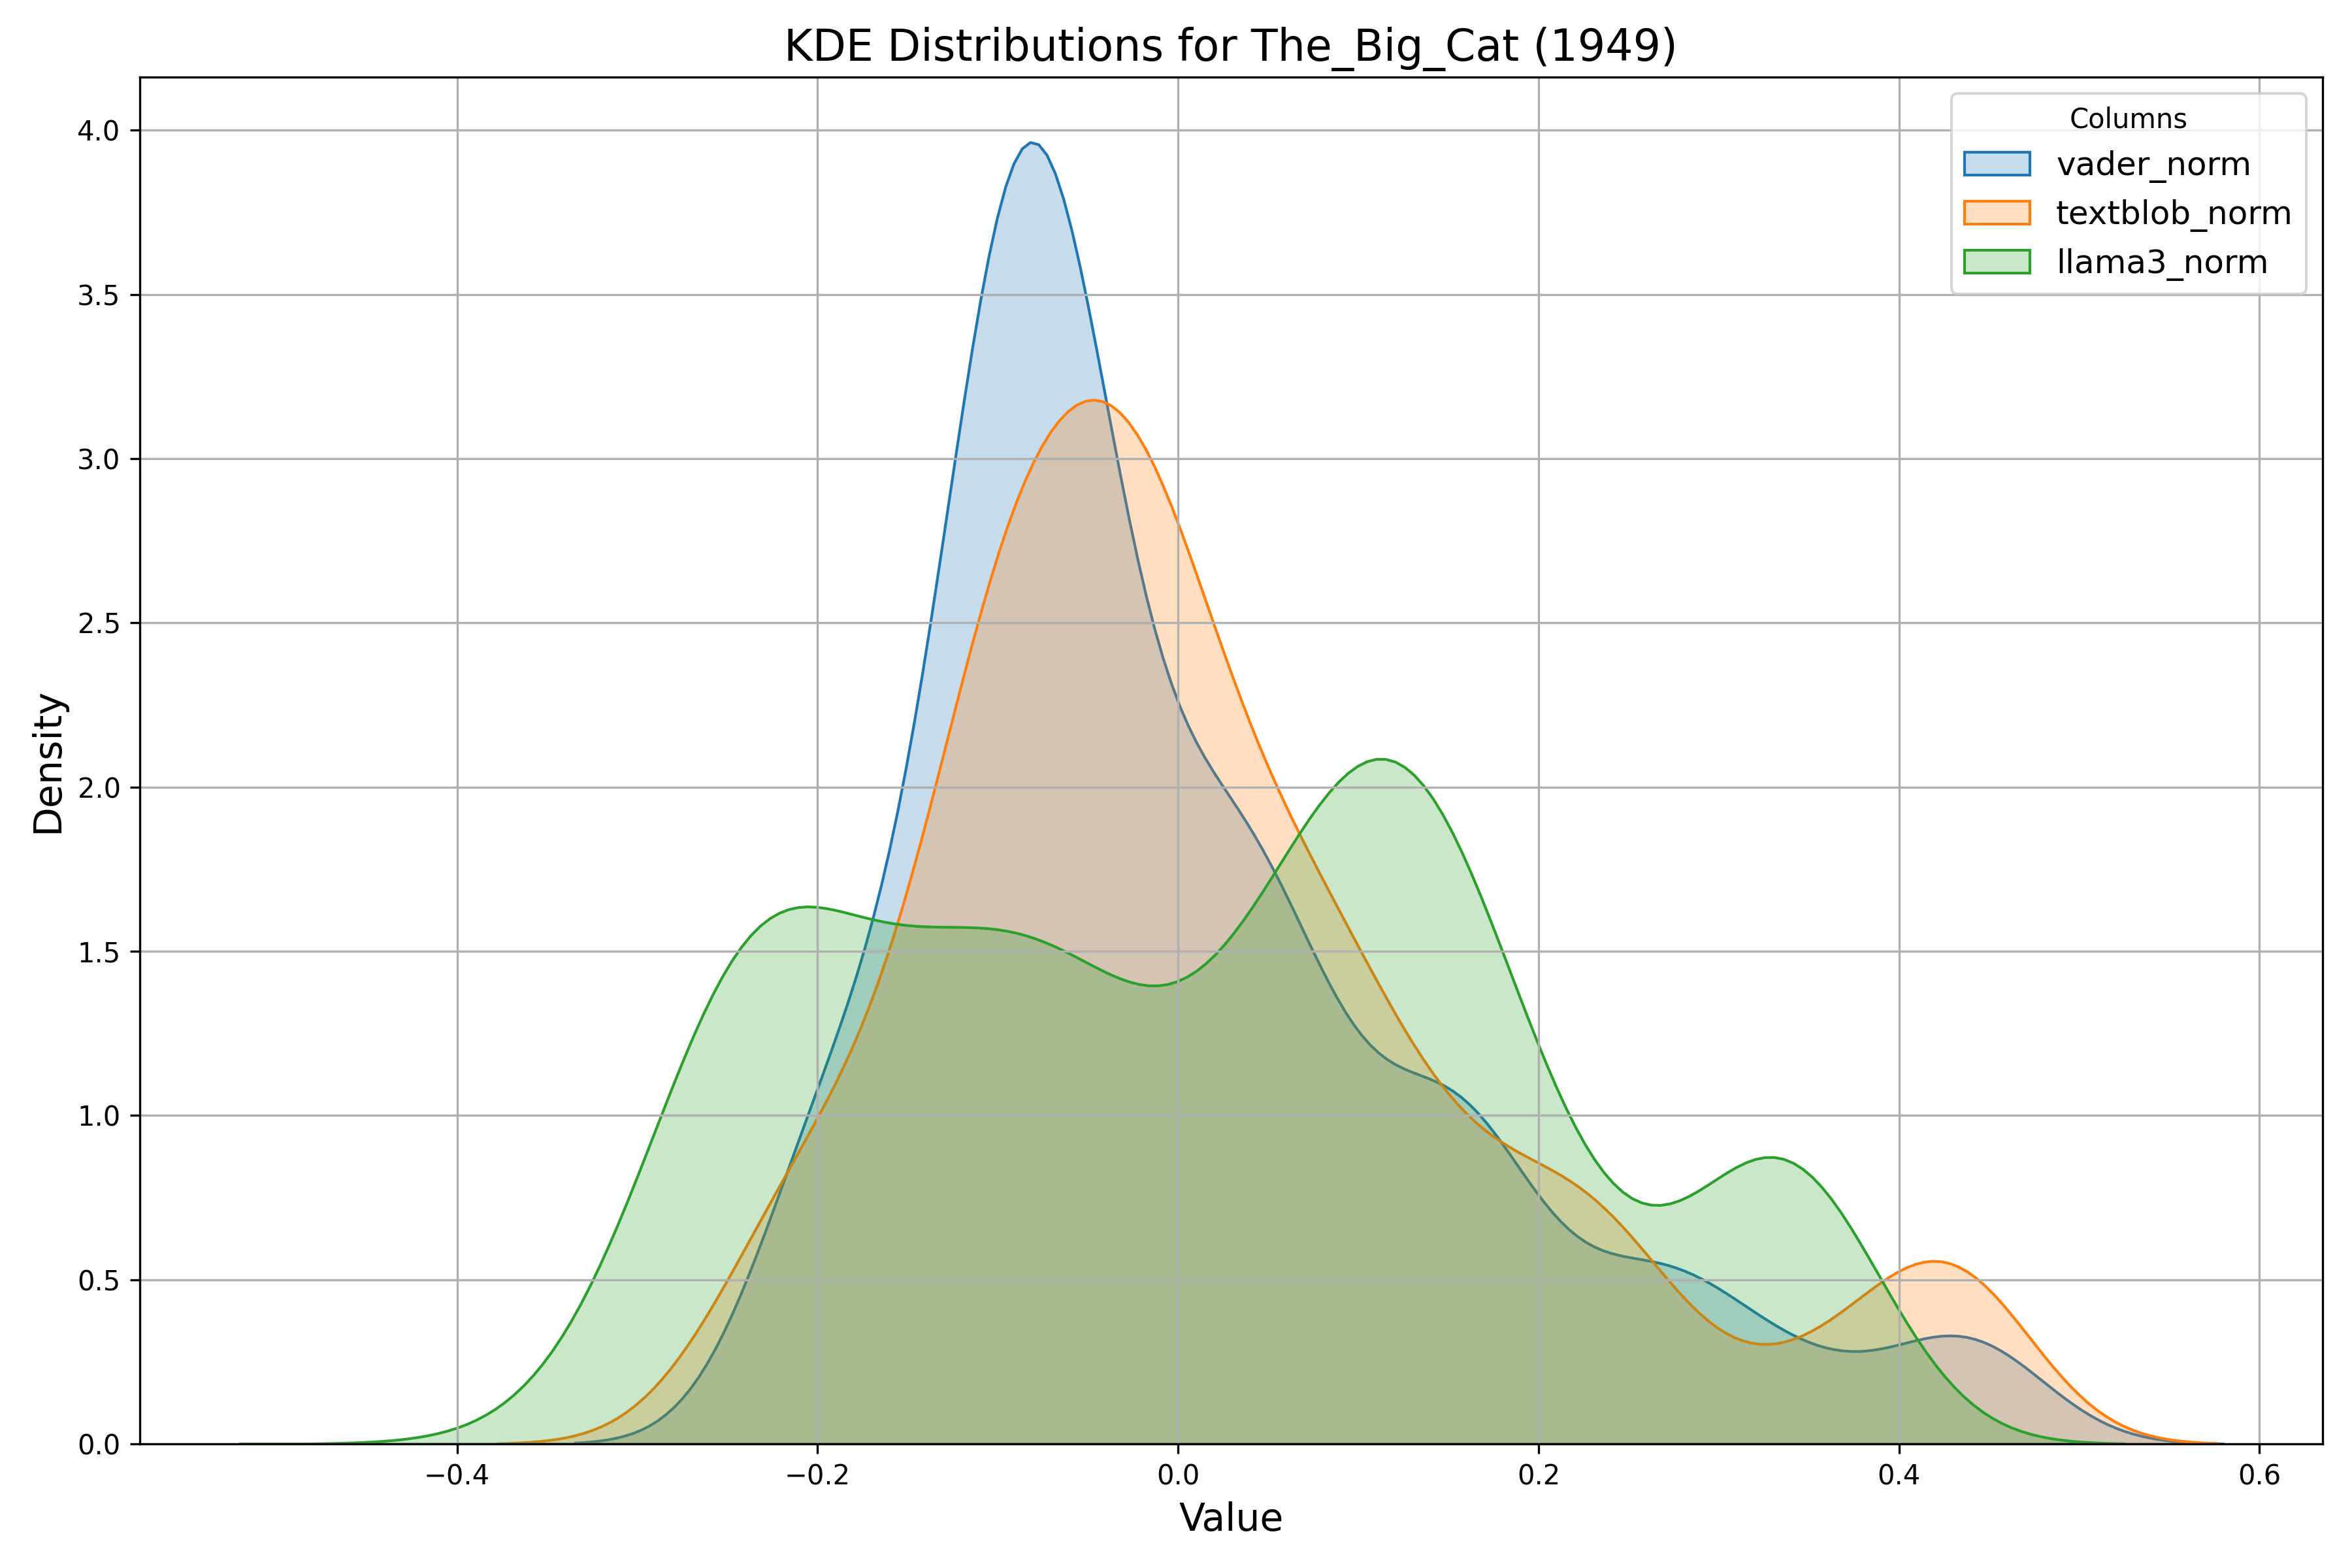 KDE Distributions for The_Big_Cat (1949)
Columns
vader_norm
textblob_norm
llama3_norm
Density
4.0
3.5
3.0
2.5
2.0
1.5
1.0
0.5
0.0
−0.4
−0.2
0.0
0.2
0.4
0.6
Value